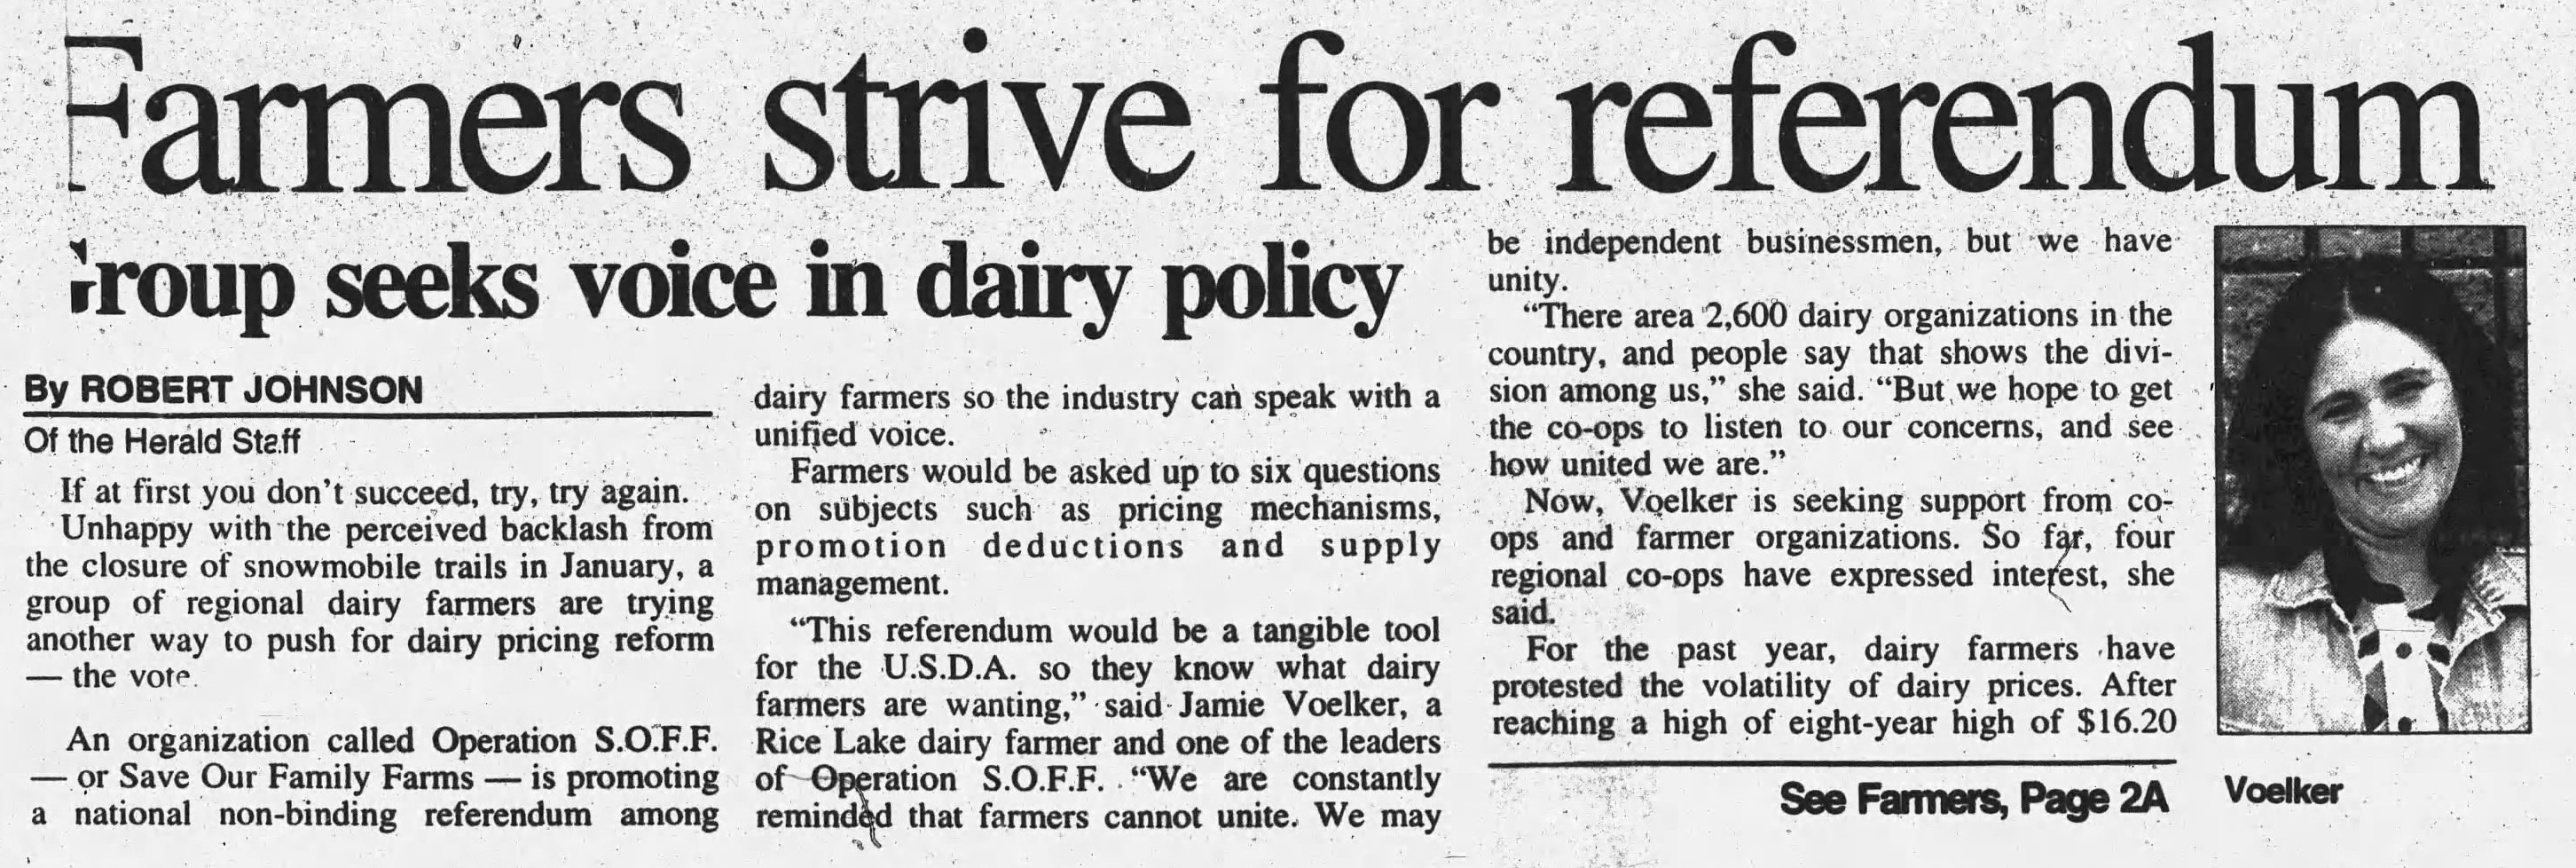 Farmers strive for referendum
Group seeks voice in dairy policy
By ROBERT JOHNSON
Of the Herald Staff
If at first you don't succeed, try, try again.
Unhappy with the perceived backlash from
the closure of snowmobile trails in January, a
group of regional dairy farmers are trying
another way to push for dairy pricing reform
— the vote.
An organization called Operation S.O.F.F.
— or Save Our Family Farms — is promoting
a national non-binding referendum among
dairy farmers so the industry can speak with a
unified voice.
Farmers would be asked up to six questions
on subjects such as pricing mechanisms,
promotion deductions and supply
management.
“This referendum would be a tangible tool
for the U.S.D.A. so they know what dairy
farmers are wanting,” said Jamie Voelker, a
Rice Lake dairy farmer and one of the leaders
of Operation S.O.F.F. “We are constantly
reminded that farmers cannot unite. We may
be independent businessmen, but we have
unity.
“There area 2,600 dairy organizations in the
country, and people say that shows the divi-
sion among us,” she said. “But we hope to get
the co-ops to listen to our concerns, and see
how united we are.”
Now, Voelker is seeking support from co-
ops and farmer organizations. So far, four
regional co-ops have expressed interest, she
said.
For the past year, dairy farmers have
protested the volatility of dairy prices. After
reaching a high of eight-year high of $16.20
See Farmers, Page 2A
Voelker